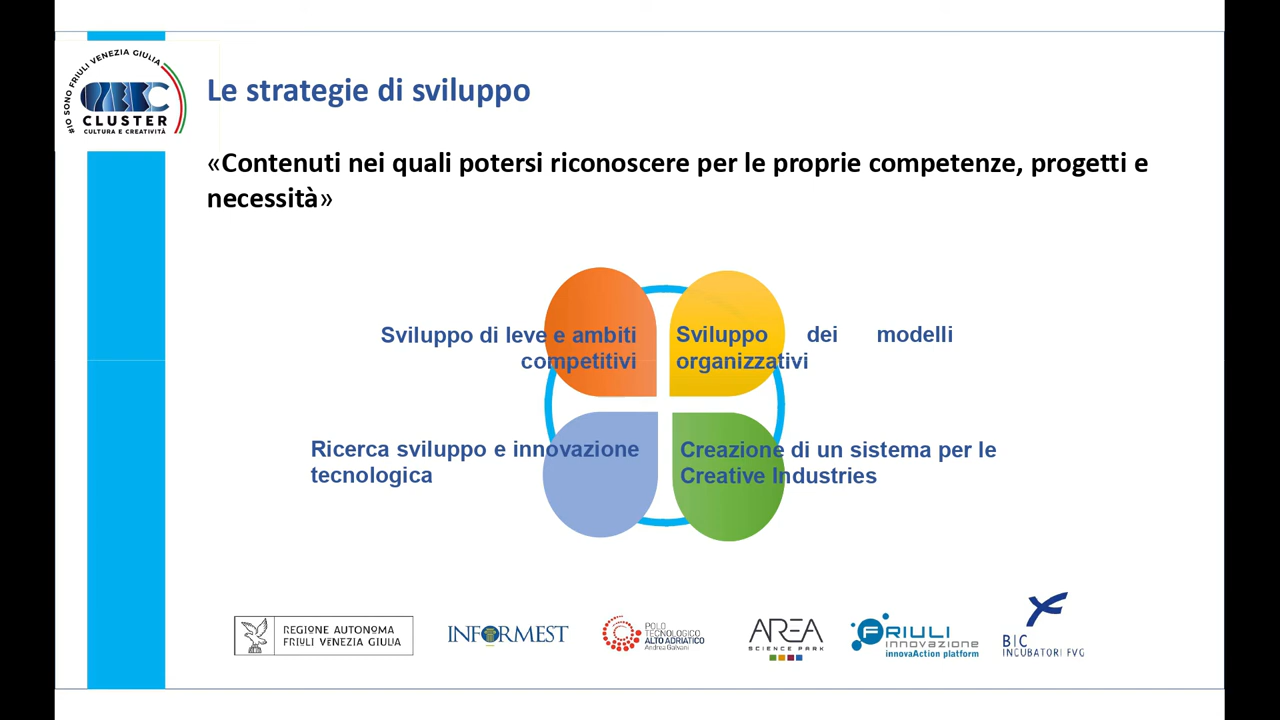 #IO SONO FRIULI VENEZIA GIULIA
CLUSTER
CULTURA E CREATIVITÀ
Le strategie di sviluppo
«Contenuti nei quali potersi riconoscere per le proprie competenze, progetti e
necessità»
Sviluppo di leve e ambiti
competitivi
Sviluppo dei modelli
organizzativi
Ricerca sviluppo e innovazione
tecnologica
Creazione di un sistema per le
Creative Industries
REGIONE AUTONOMA
FRIULI VENEZIA GIULIA
INFORMEST
POLO
TECNOLOGICO
ALTO ADRIATICO
Andrea Galvani
AREA
SCIENCE PARK
FRIULI
innovazione
innovaAction platform
BIC
INCUBATORI FVG